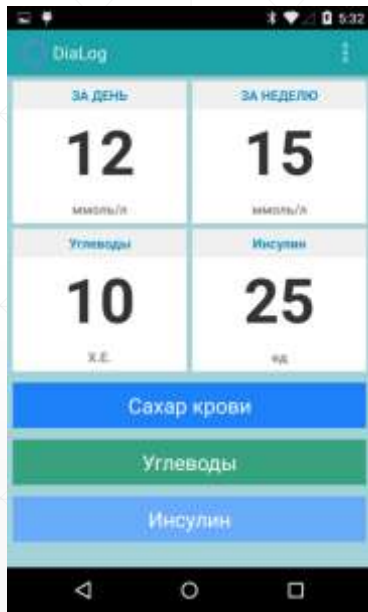 5:32
DiaLog
ЗА ДЕНЬ
12
ммоль/л
ЗА НЕДЕЛЮ
15
ммоль/л
Углеводы
10
Х.Е.
Инсулин
25
ед
Сахар крови
Углеводы
Инсулин